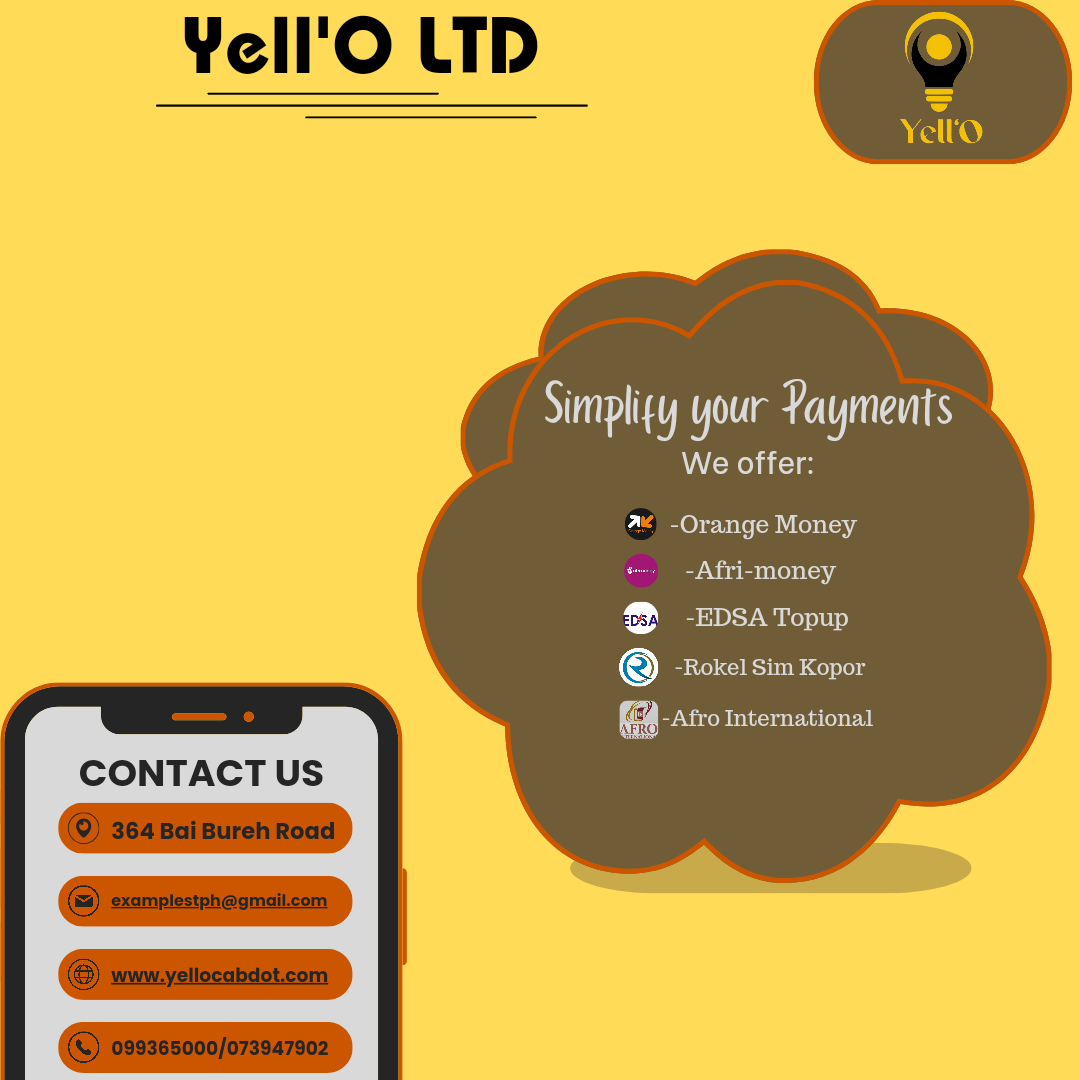 Yell'O LTD
Yell‘O
Simplify your Payments
We offer:
-Orange Money
-Afri-money
EDSA
-EDSA Topup
-Rokel Sim Kopor
AFRO
-Afro International
CONTACT US
364 Bai Bureh Road
examplestph@gmail.com
www.yellocabdot.com
099365000/073947902